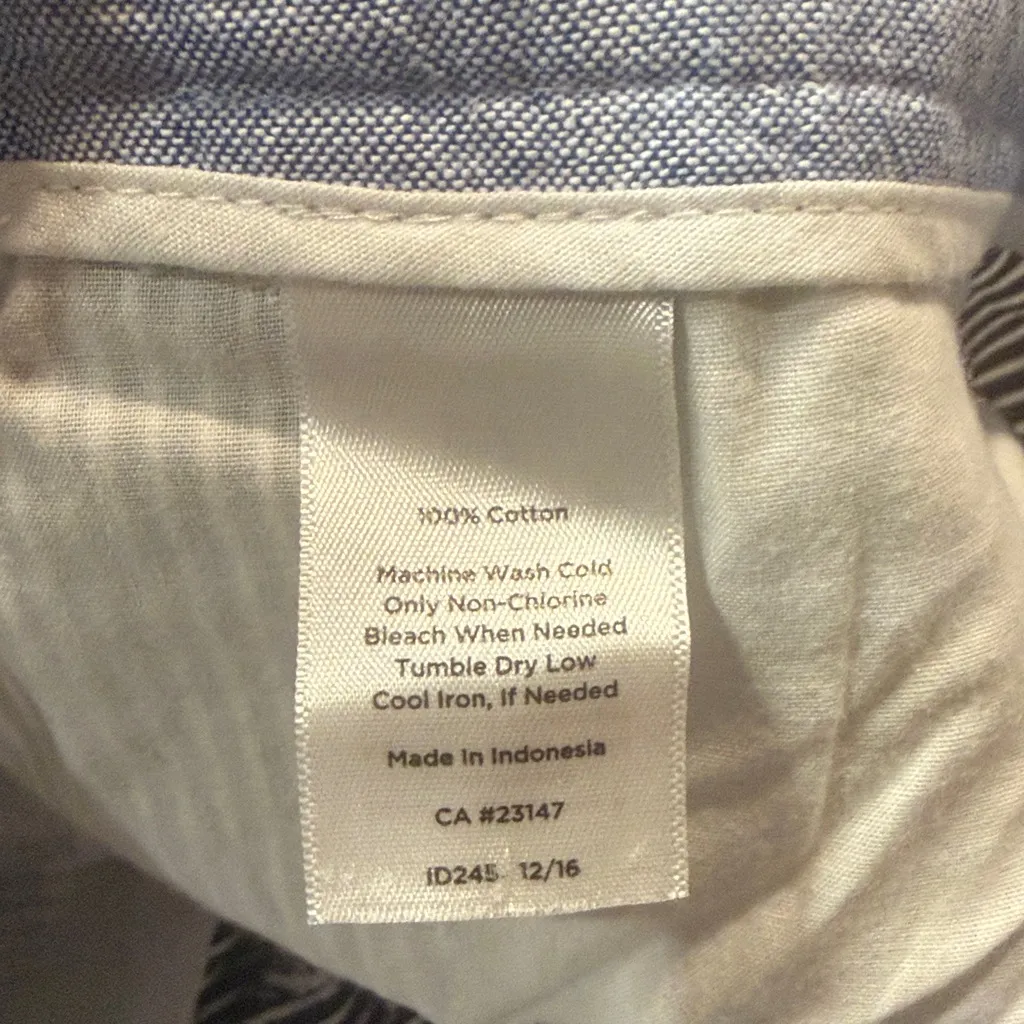 100% Cotton
Machine Wash Cold
Only Non-Chlorine
Bleach When Needed
Tumble Dry Low
Cool Iron, If Needed
Made In Indonesia
CA #23147
ID245 12/16